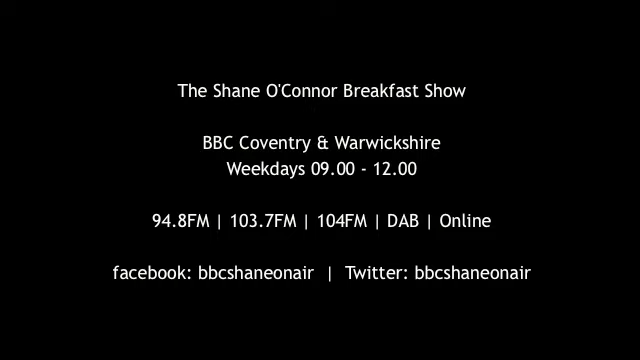 The Shane O'Connor Breakfast Show
BBC Coventry & Warwickshire
Weekdays 09.00 - 12.00
94.8FM | 103.7FM | 104FM | DAB | Online
facebook: bbcshaneonair | Twitter: bbcshaneonair